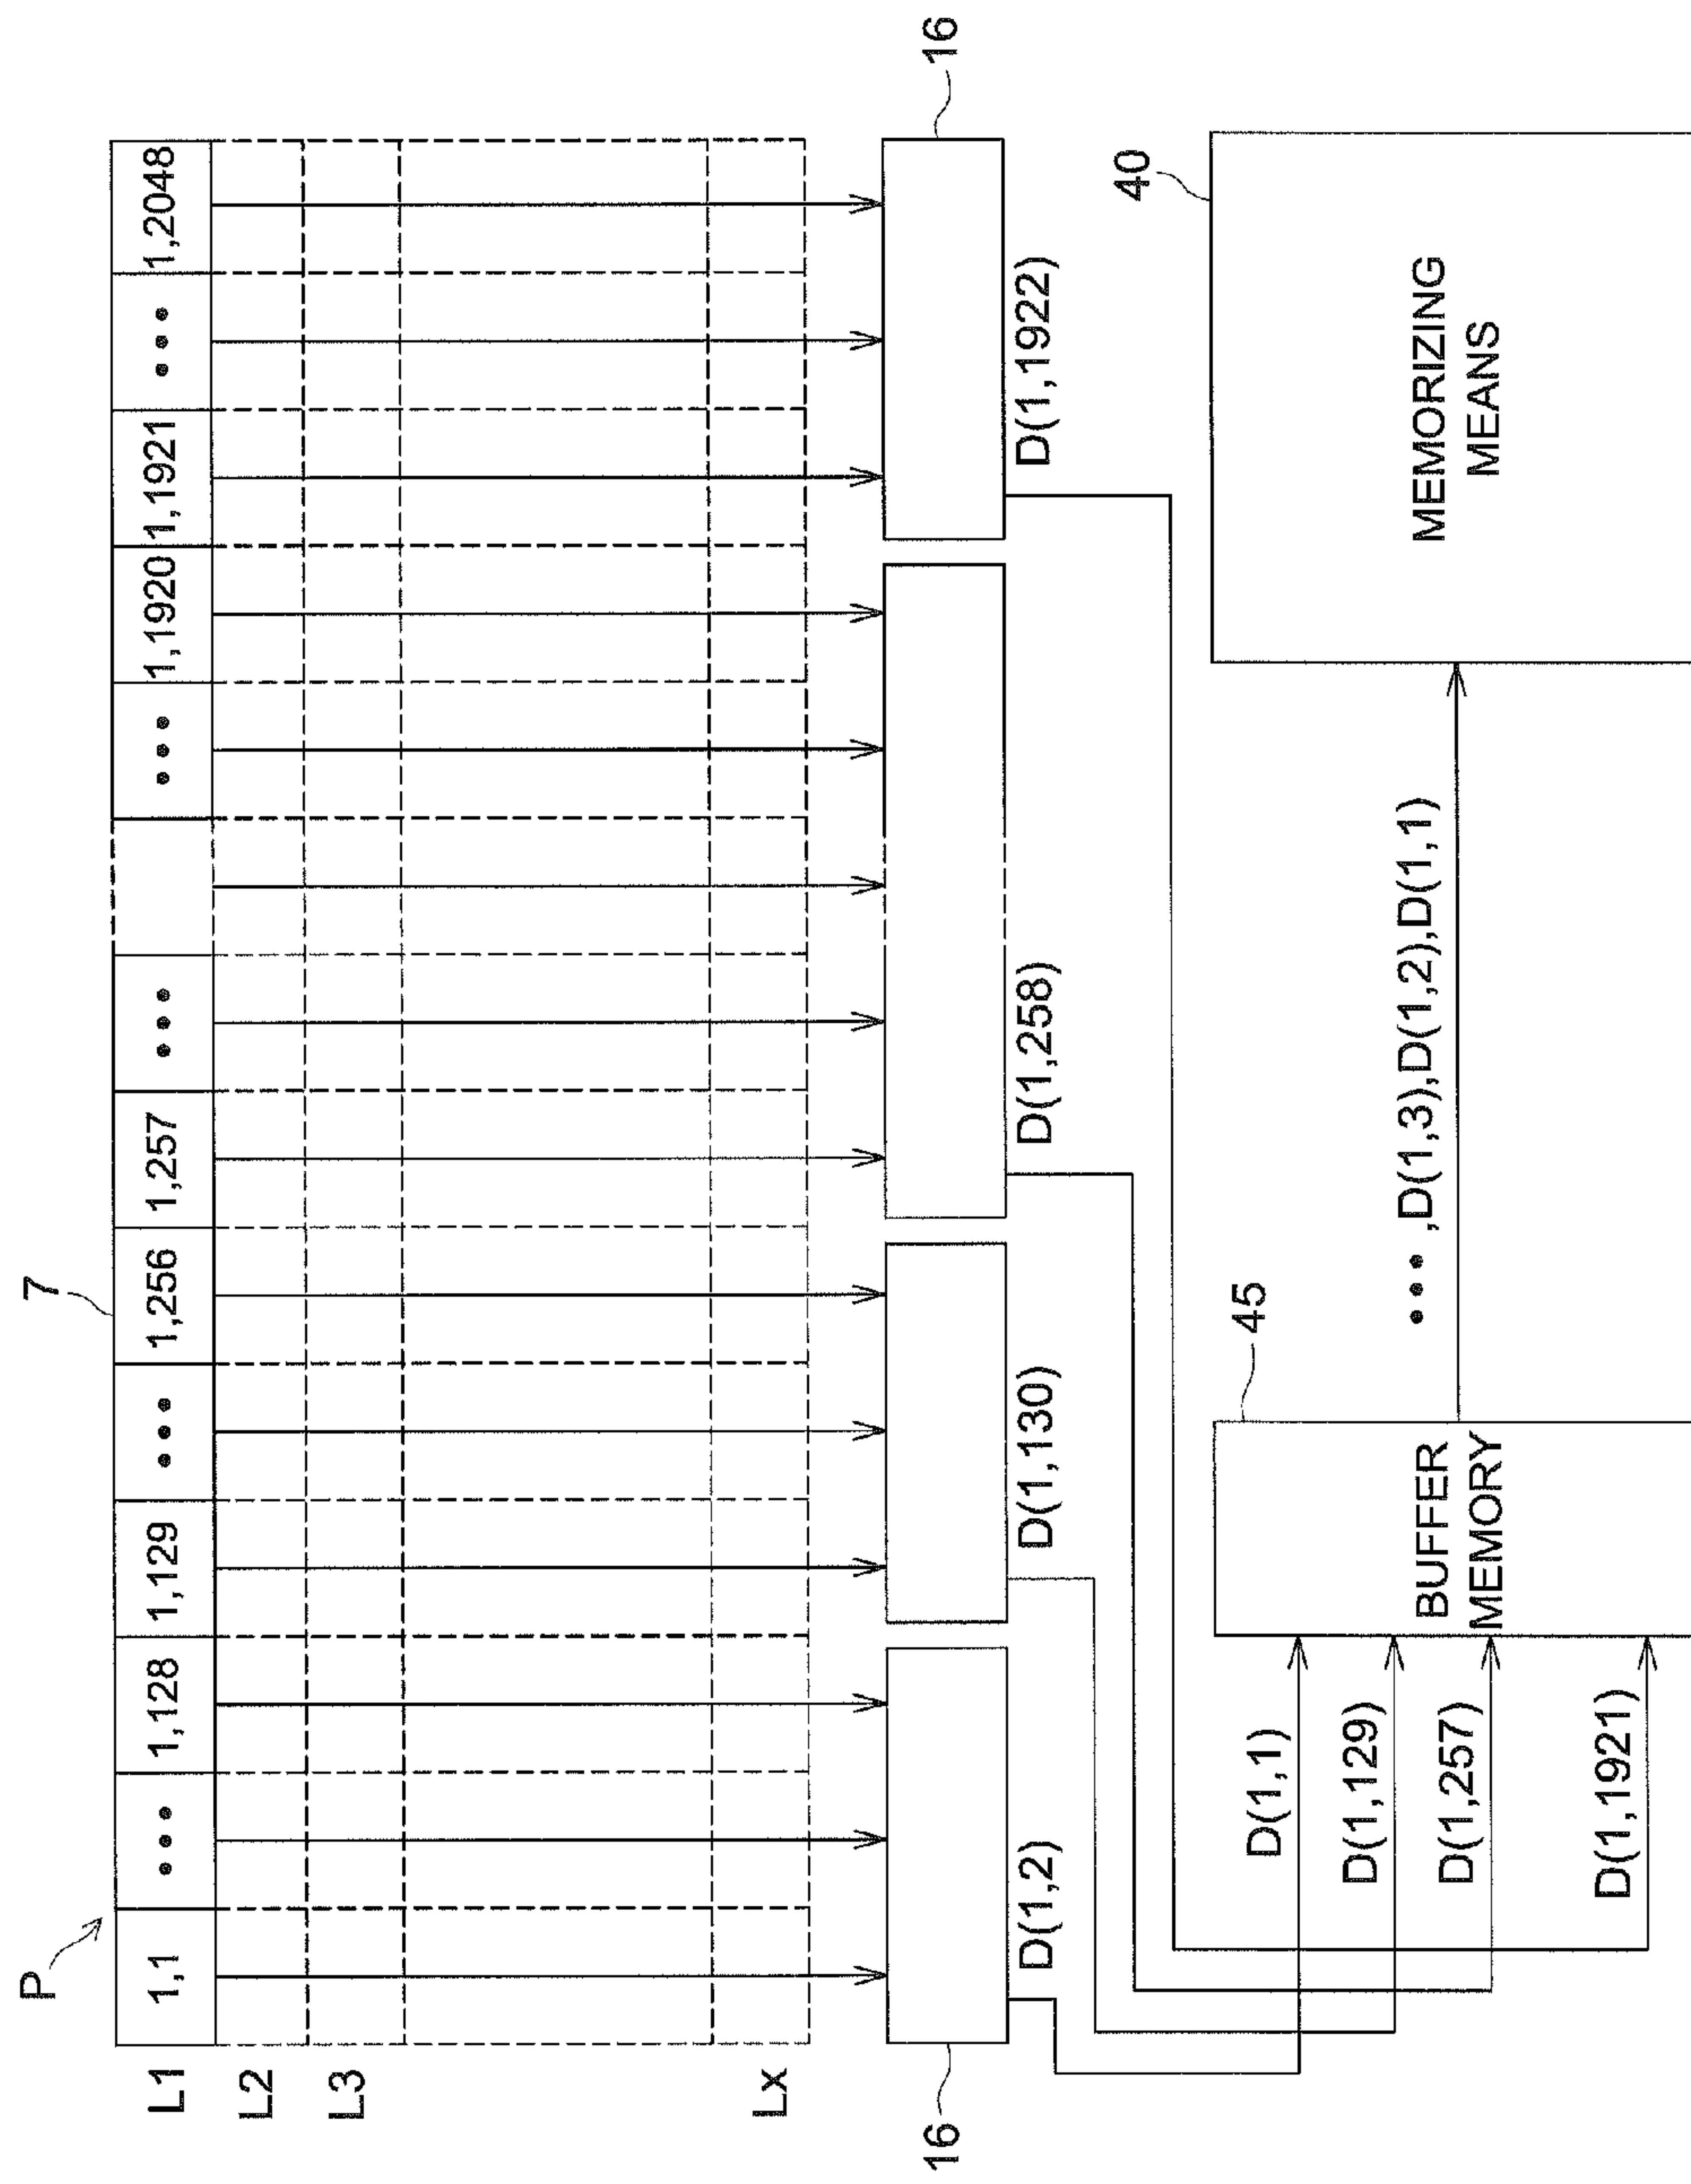 P
7
L1
1,1
•••
1,128
1,129
•••
1,256
1,257
•••
•••
1,1920
1,1921
•••
1,2048
L2
L3
Lx
16
16
D(1,2)
D(1,130)
D(1,258)
D(1,1922)
D(1,1)
D(1,129)
D(1,257)
D(1,1921)
45
BUFFER
MEMORY
••• ,D(1,3),D(1,2),D(1,1)
40
MEMORIZING
MEANS